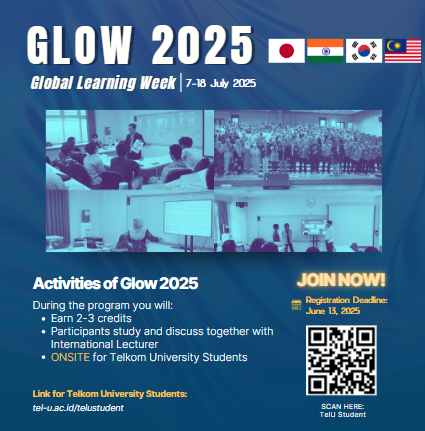 GLOW 2025
Global Learning Week | 7-18 July 2025
Activities of Glow 2025
During the program you will:
• Earn 2-3 credits
• Participants study and discuss together with
International Lecturer
• ONSITE for Telkom University Students
Link for Telkom University Students:
tel-u.ac.id/telustudent
JOIN NOW!
Registration Deadline:
June 13, 2025
SCAN HERE:
TelU Student